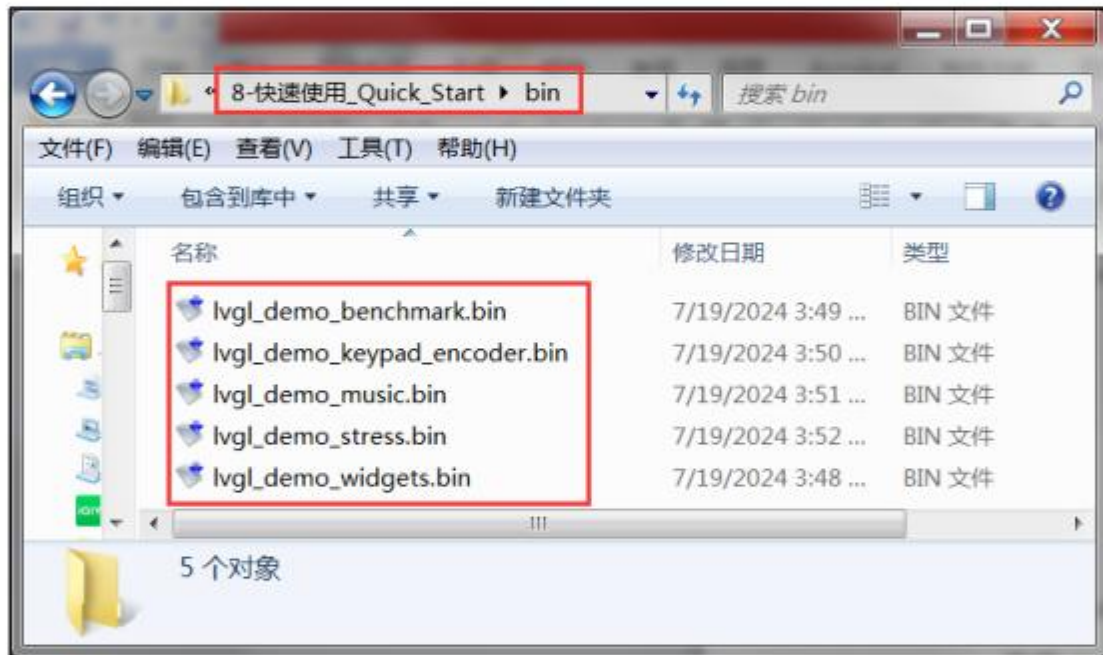 « 8-快速使用_Quick_Start ▸ bin
搜索 bin
文件(F) 编辑(E) 查看(V) 工具(T) 帮助(H)
组织 包含到库中 共享 新建文件夹
名称 修改日期 类型
lvgl_demo_benchmark.bin 7/19/2024 3:49 ... BIN 文件
lvgl_demo_keypad_encoder.bin 7/19/2024 3:50 ... BIN 文件
lvgl_demo_music.bin 7/19/2024 3:51 ... BIN 文件
lvgl_demo_stress.bin 7/19/2024 3:52 ... BIN 文件
lvgl_demo_widgets.bin 7/19/2024 3:48 ... BIN 文件
5 个对象